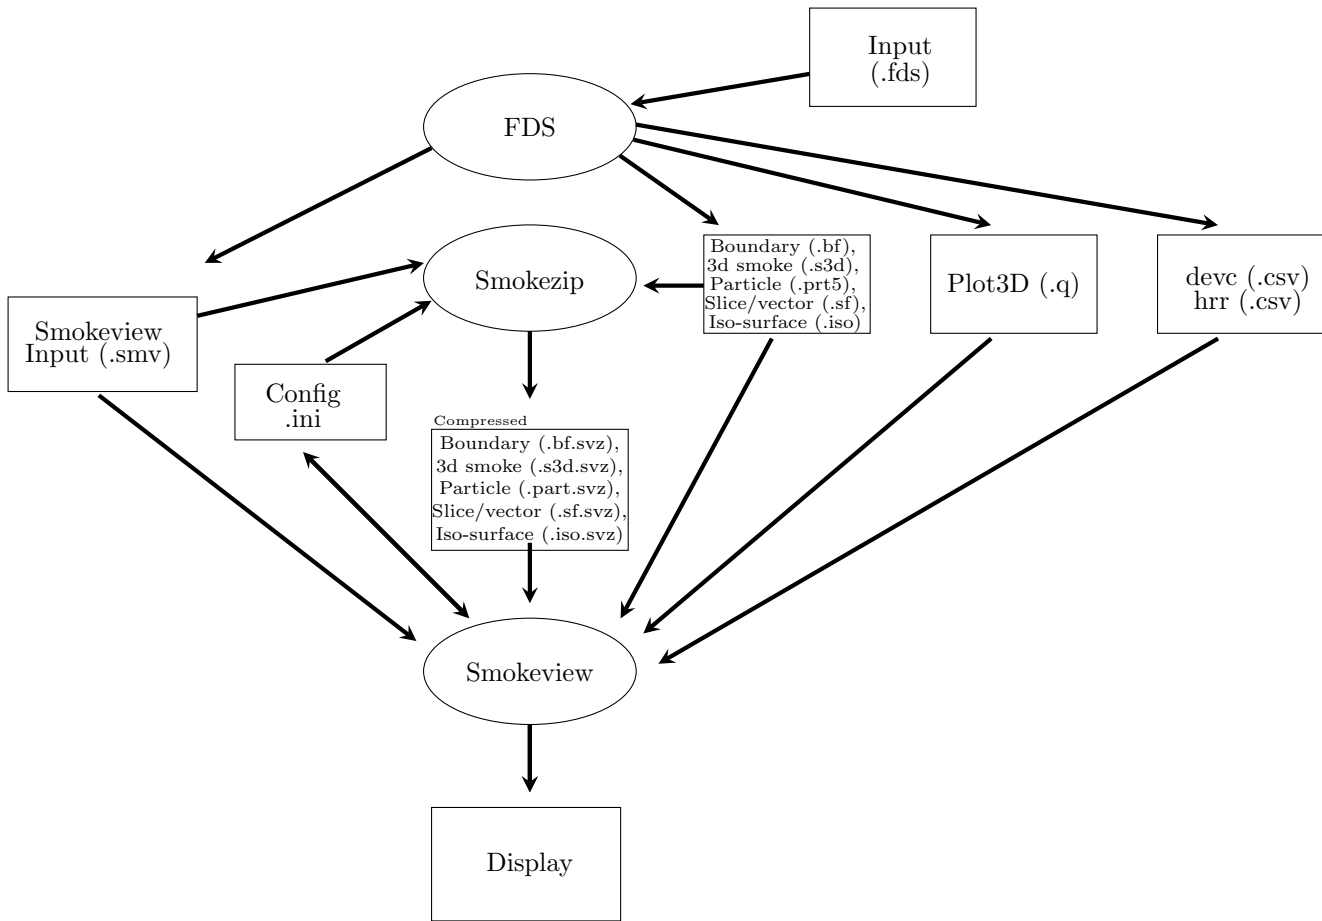 Input
(.fds)
FDS
Boundary (.bf),
3d smoke (.s3d),
Particle (.prt5),
Slice/vector (.sf),
Iso-surface (.iso)
Plot3D (.q)
devc (.csv)
hrr (.csv)
Smokezip
Smokeview
Input (.smv)
Config
.ini
Compressed
Boundary (.bf.svz),
3d smoke (.s3d.svz),
Particle (.part.svz),
Slice/vector (.sf.svz),
Iso-surface (.iso.svz)
Smokeview
Display